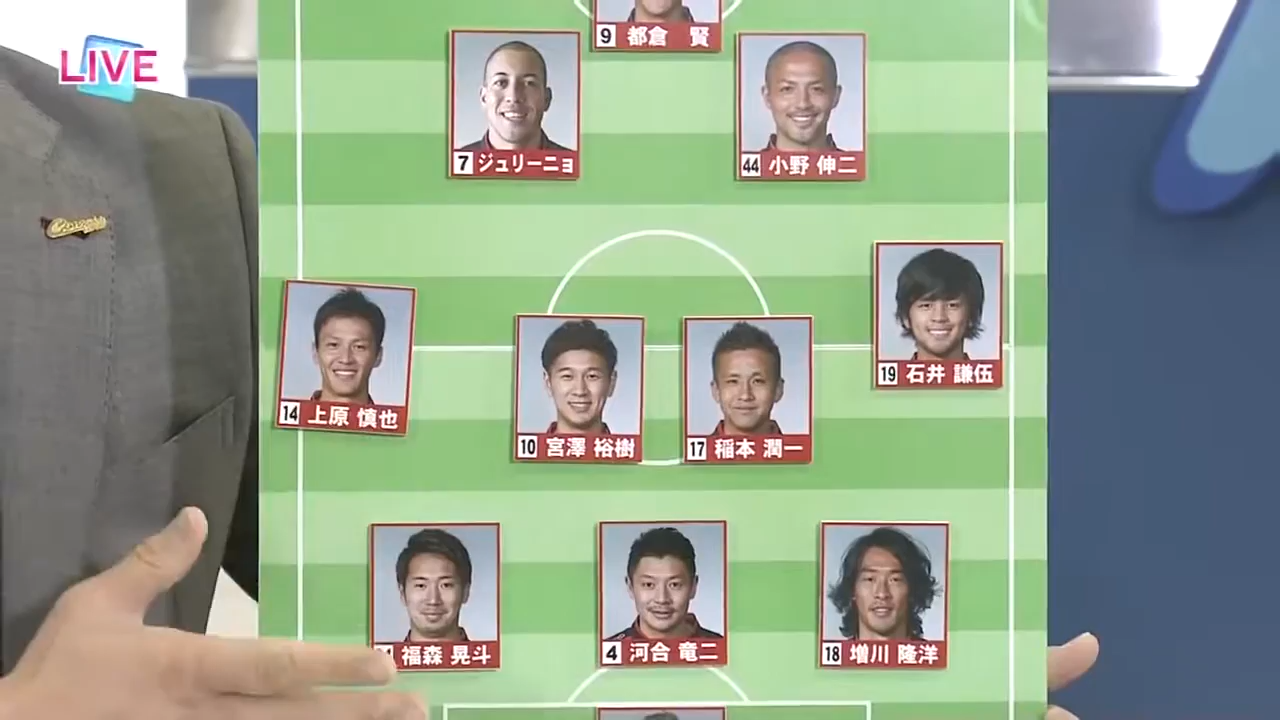 LIVE
9 都倉 賢
7 ジュリーニョ
44 小野 伸二
19 石井 謙伍
14 上原 慎也
10 宮澤 裕樹
17 稲本 潤一
福森 晃斗
4 河合 竜二
18 増川 隆洋